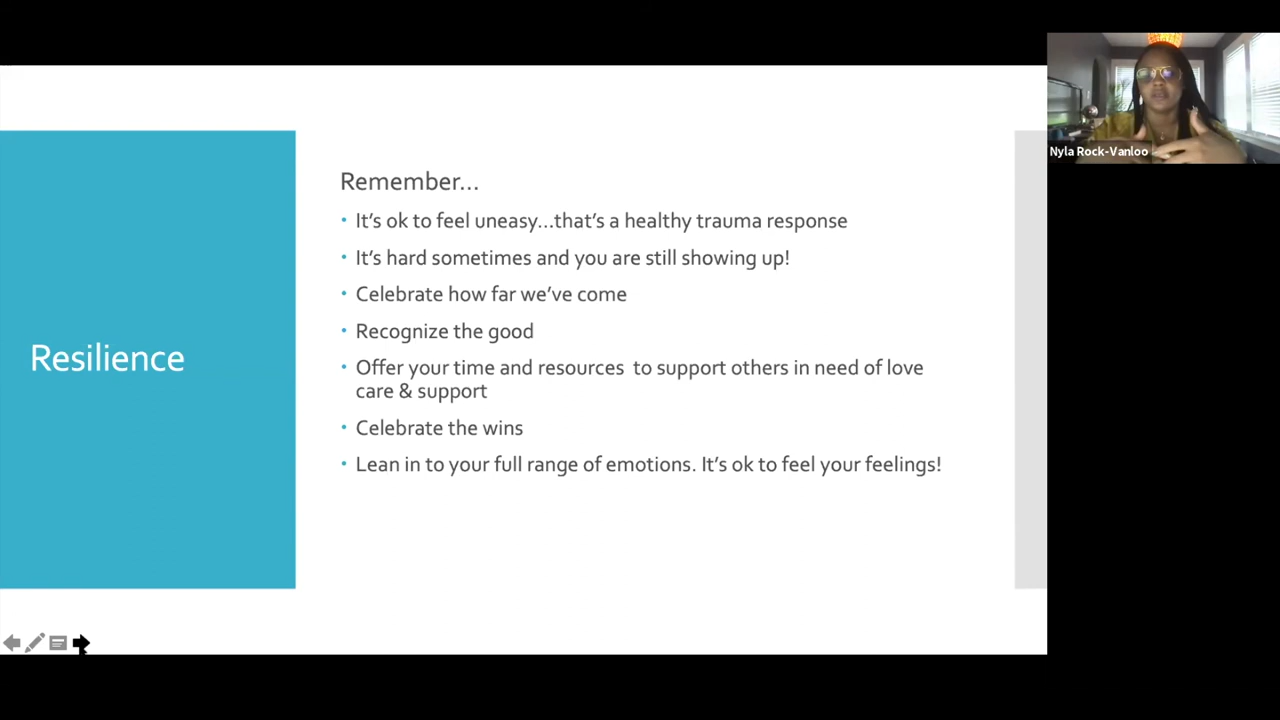 Nyla Rock-Vanloo
Resilience
Remember...
• It's ok to feel uneasy...that's a healthy trauma response
• It's hard sometimes and you are still showing up!
• Celebrate how far we've come
• Recognize the good
• Offer your time and resources  to support others in need of love
care & support
• Celebrate the wins
• Lean in to your full range of emotions. It's ok to feel your feelings!